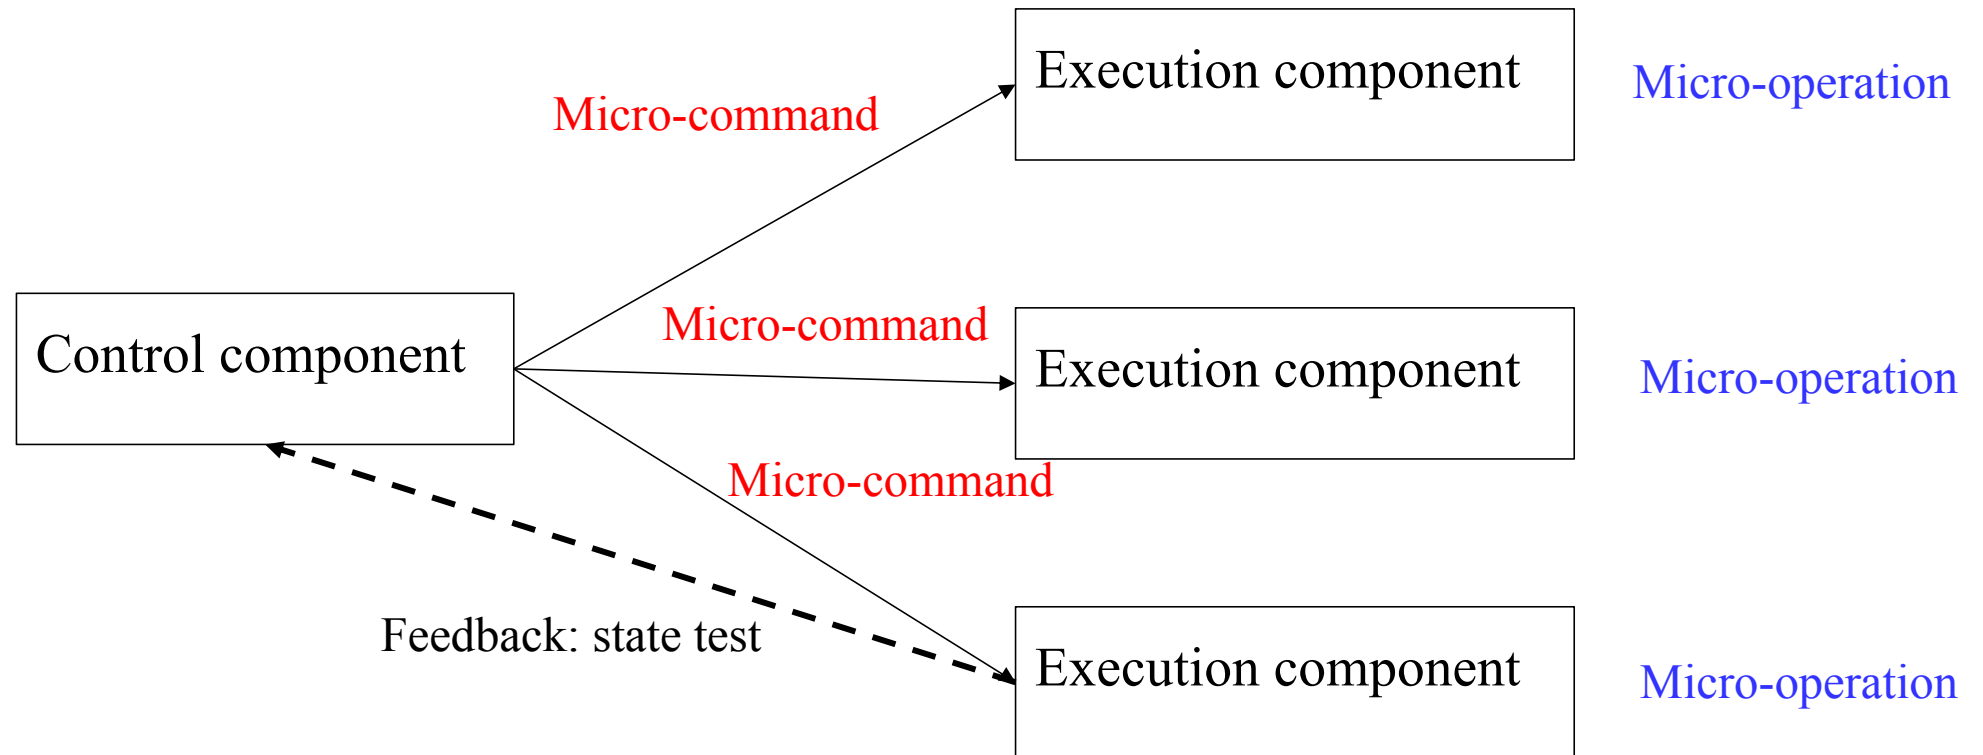 Execution component
Micro-operation
Micro-command
Micro-command
Control component
Execution component
Micro-operation
Micro-command
Feedback: state test
Execution component
Micro-operation